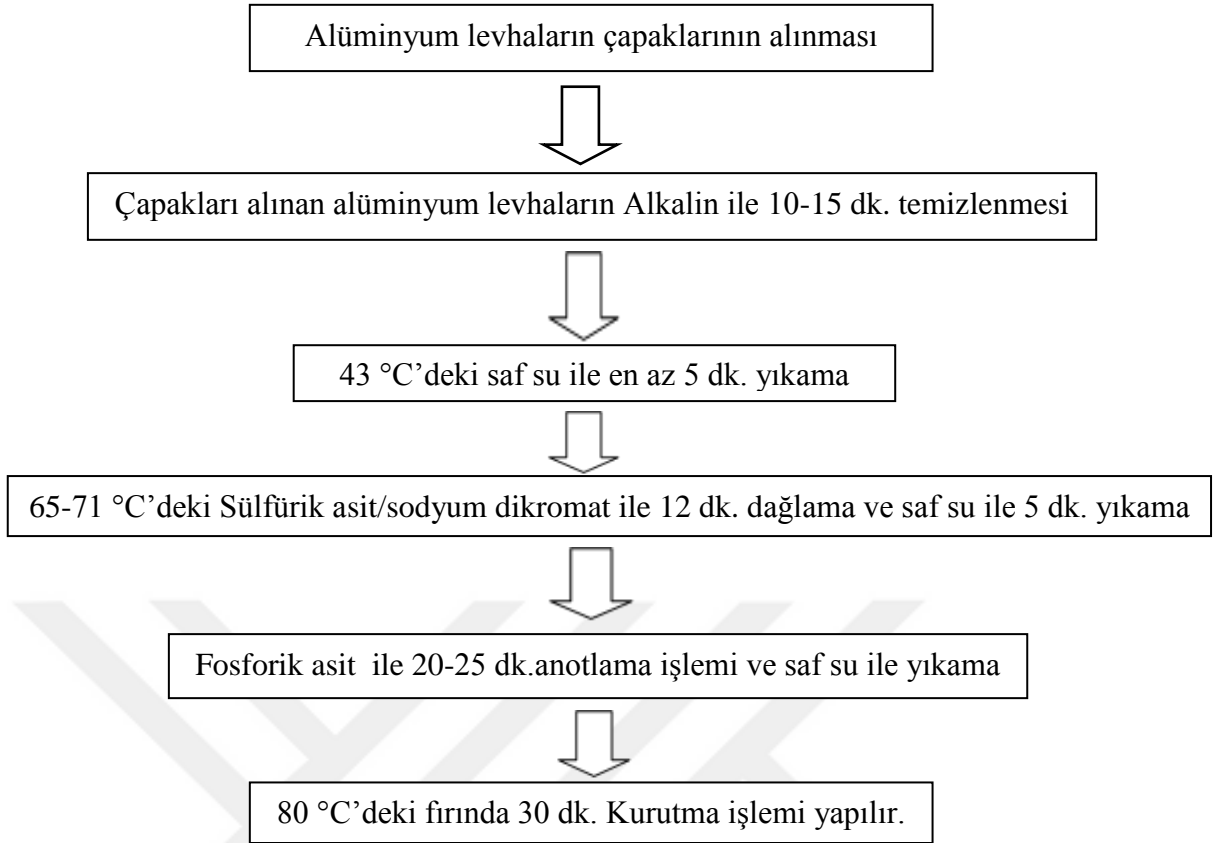 Alüminyum levhaların çapaklarının alınması
Çapakları alınan alüminyum levhaların Alkalin ile 10-15 dk. temizlenmesi
43 °C’deki saf su ile en az 5 dk. yıkama
65-71 °C’deki Sülfürik asit/sodyum dikromat ile 12 dk. dağlama ve saf su ile 5 dk. yıkama
Fosforik asit  ile 20-25 dk.anotlama işlemi ve saf su ile yıkama
80 °C’deki fırında 30 dk. Kurutma işlemi yapılır.